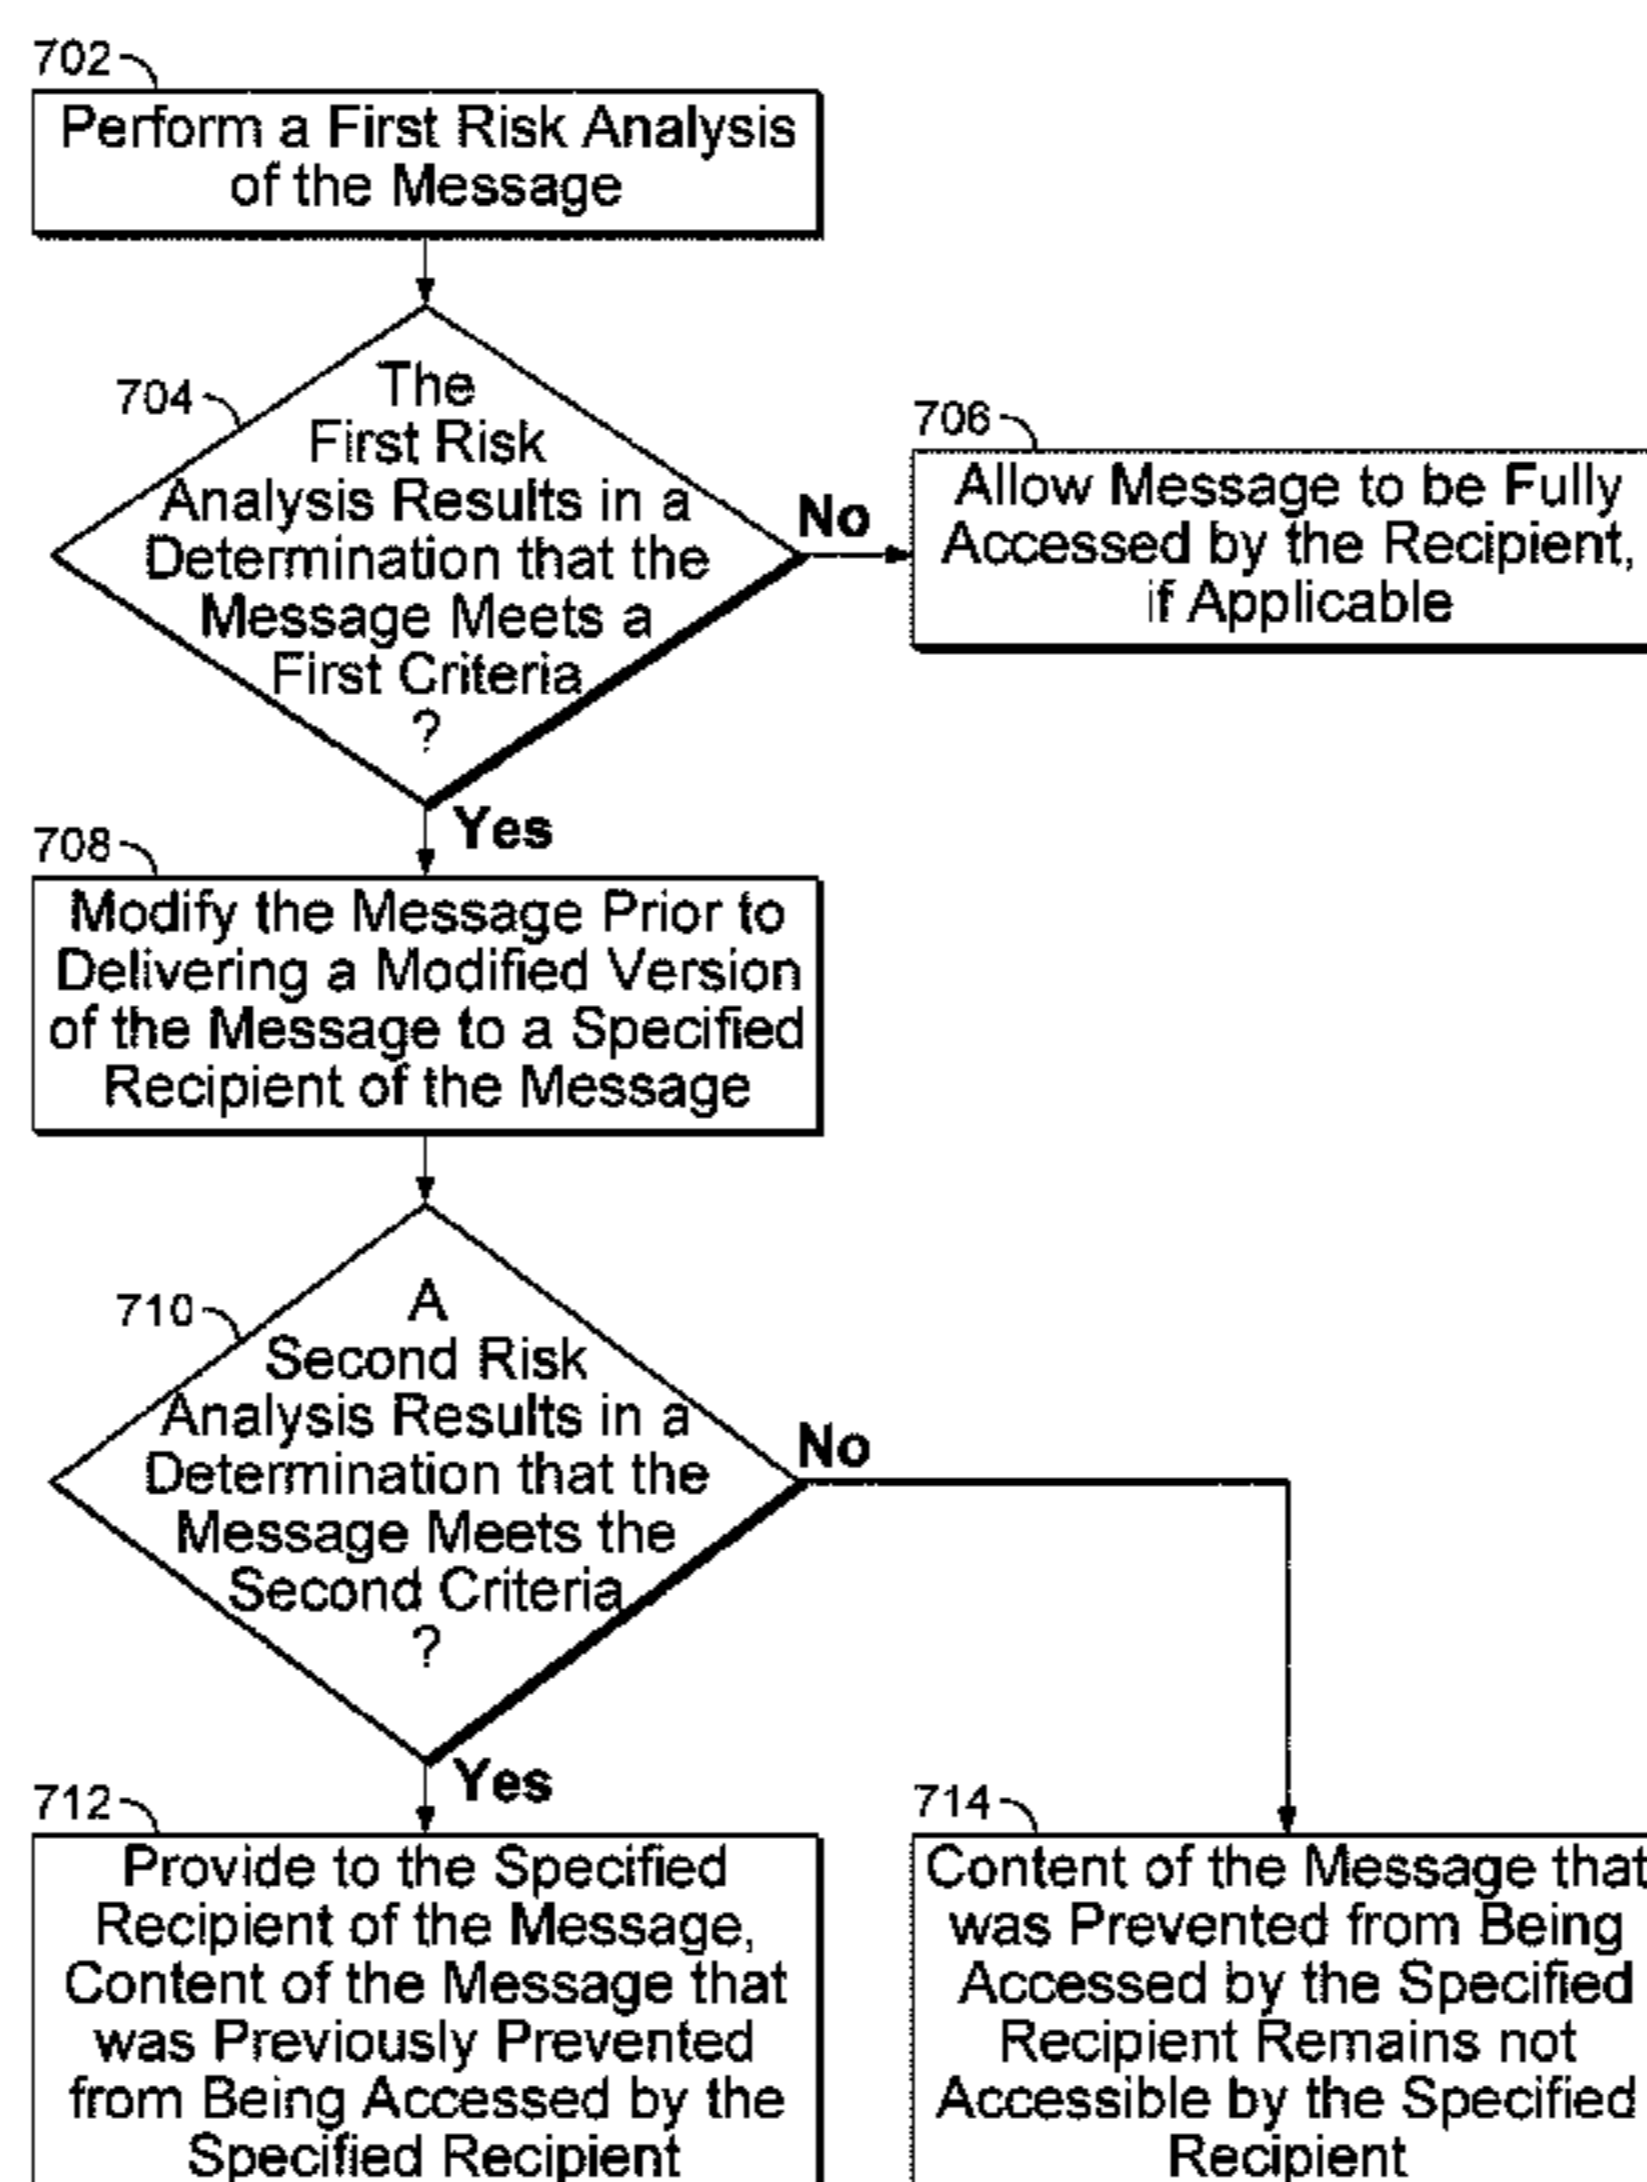 702
Perform a First Risk Analysis
of the Message
704
The
First Risk
Analysis Results in a
Determination that the
Message Meets a
First Criteria
?
No
706
Allow Message to be Fully
Accessed by the Recipient,
if Applicable
Yes
708
Modify the Message Prior to
Delivering a Modified Version
of the Message to a Specified
Recipient of the Message
710
A
Second Risk
Analysis Results in a
Determination that the
Message Meets the
Second Criteria
?
No
Yes
712
Provide to the Specified
Recipient of the Message,
Content of the Message that
was Previously Prevented
from Being Accessed by the
Specified Recipient
714
Content of the Message that
was Prevented from Being
Accessed by the Specified
Recipient Remains not
Accessible by the Specified
Recipient